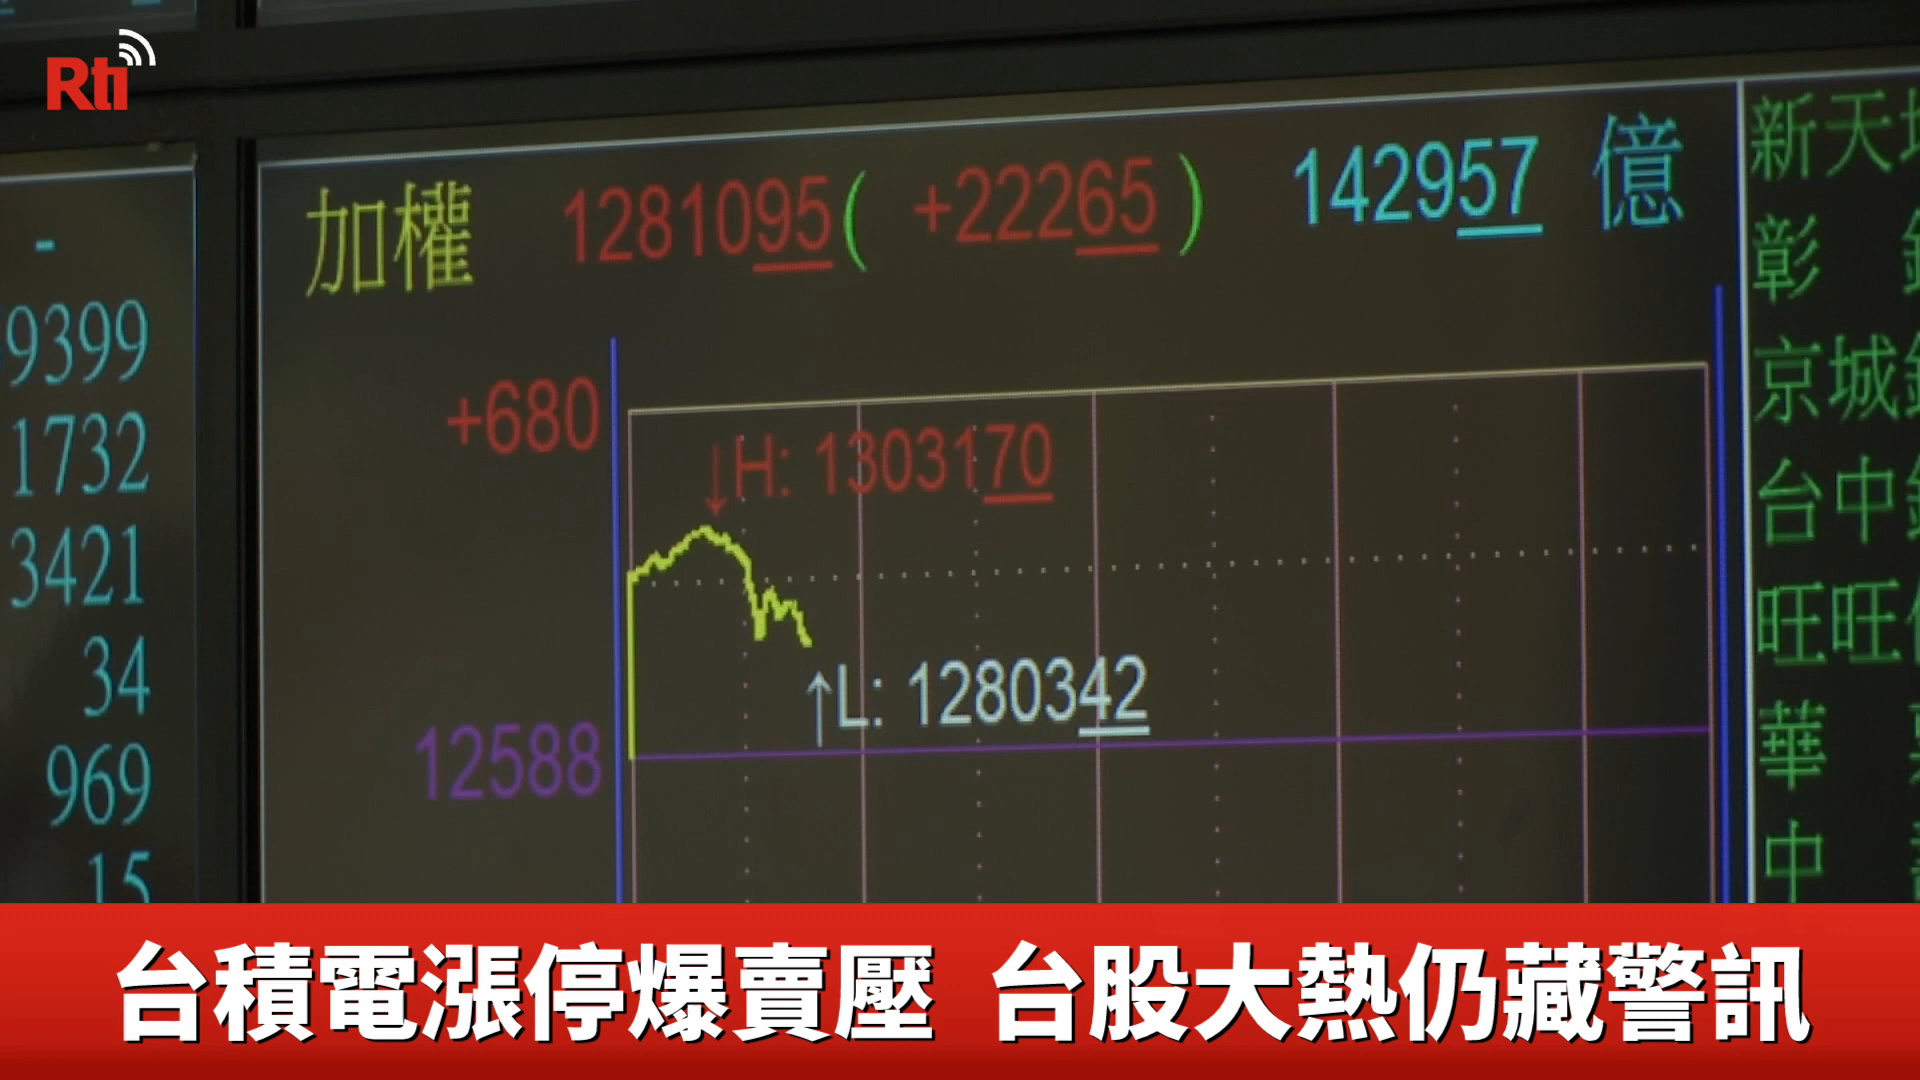 Rti
加權 1281095( +22265 ) 142957 億
+680
↓H: 1303170
↑L: 1280342
12588
-
9399
1732
3421
34
969
15
新天地
彰
京城
台中
旺旺
華
中
台積電漲停爆賣壓 台股大熱仍藏警訊